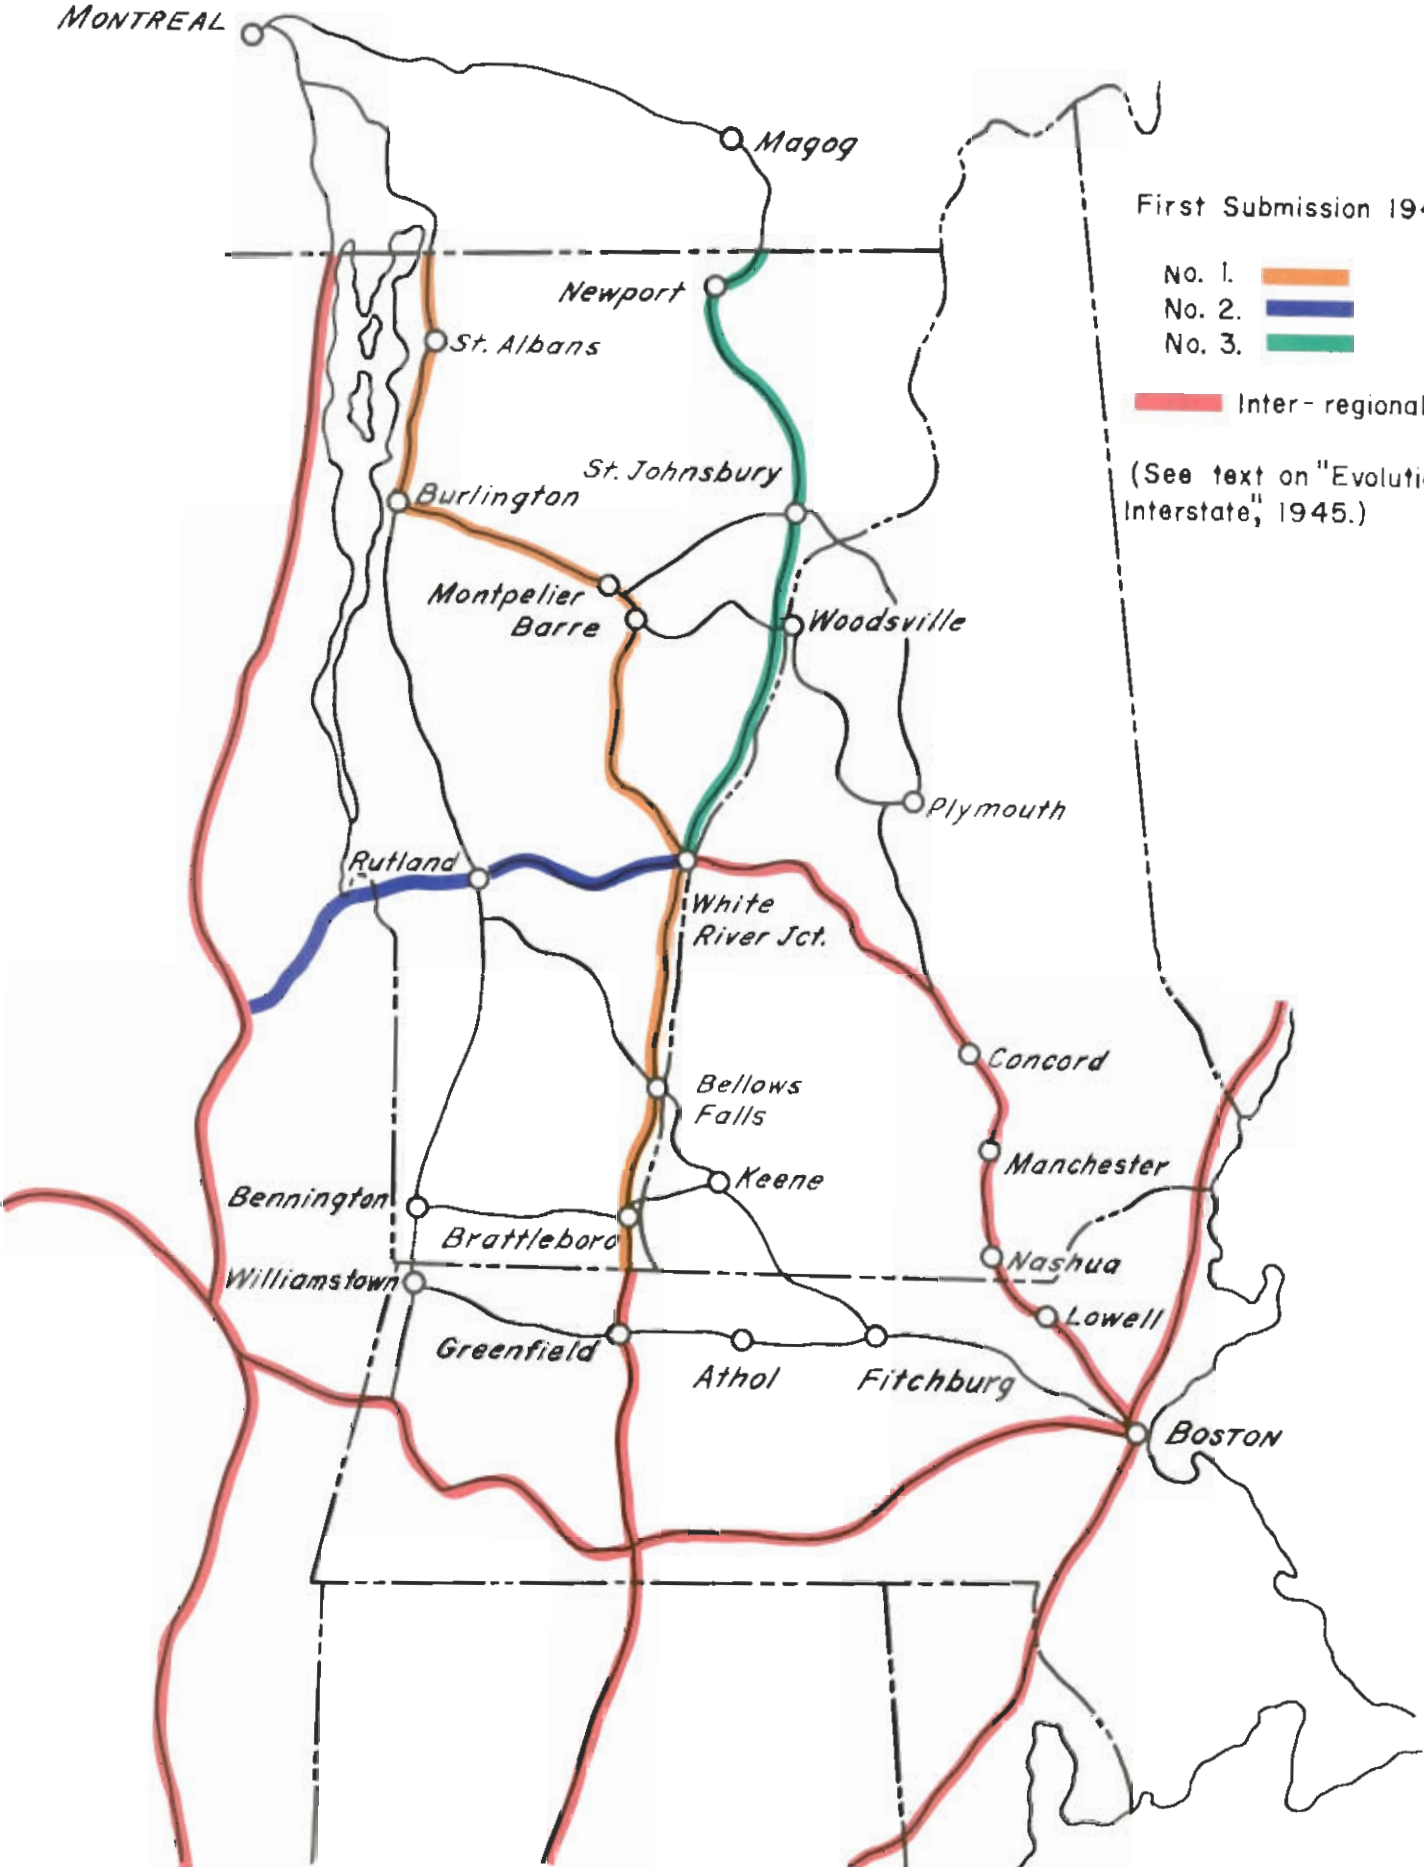 MONTREAL
Magog
First Submission 194
No. 1.
No. 2.
No. 3.
Inter-regional
(See text on "Evoluti
Interstate", 1945.)
Newport
St. Albans
St. Johnsbury
Burlington
Montpelier
Barre
Woodsville
Plymouth
Rutland
White
River Jct.
Concord
Bellows
Falls
Manchester
Keene
Bennington
Brattleboro
Nashua
Williamstown
Lowell
Greenfield
Athol
Fitchburg
BOSTON